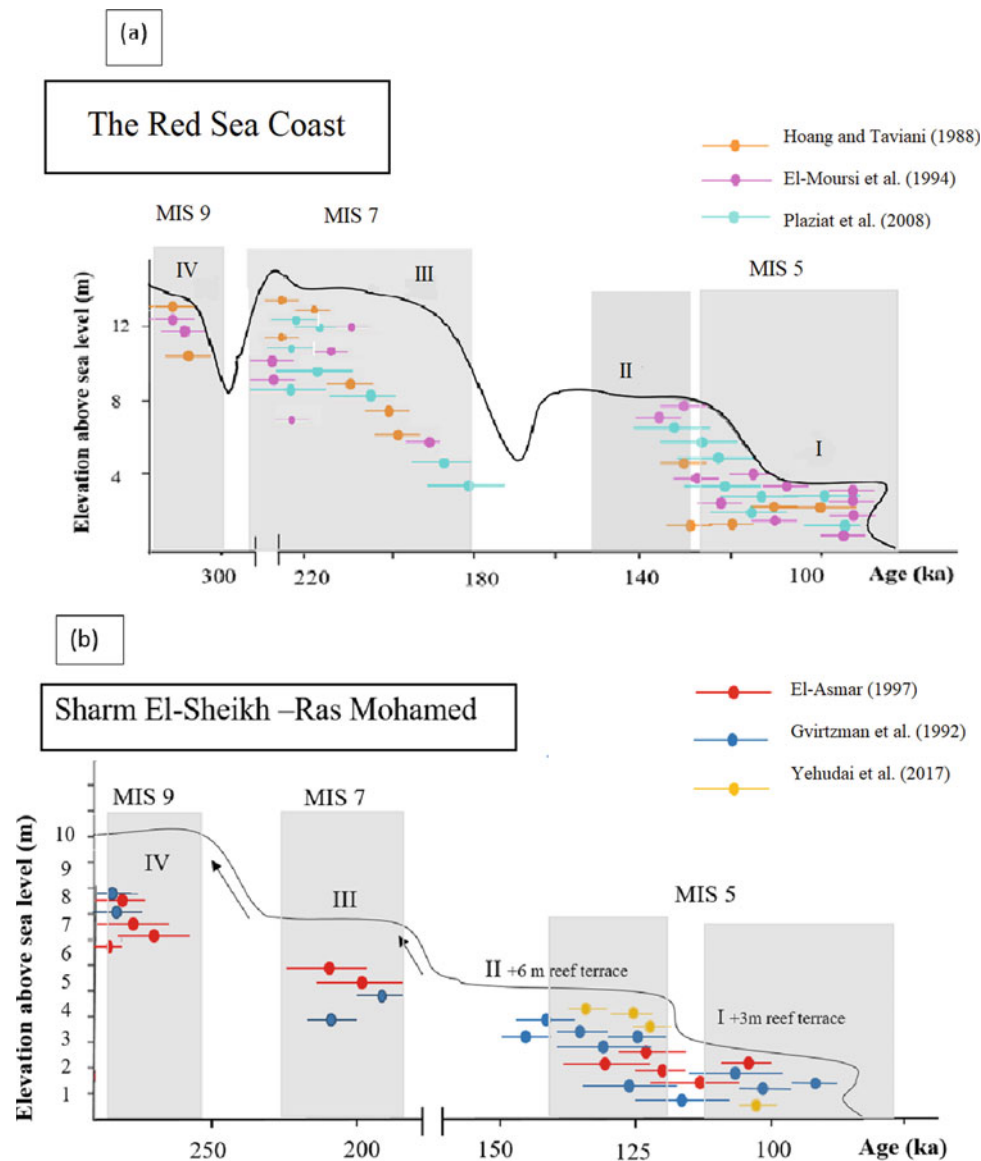 (a)
The Red Sea Coast
Hoang and Taviani (1988)
El-Moursi et al. (1994)
Plaziat et al. (2008)
MIS 9
MIS 7
MIS 5
IV
III
II
I
Elevation above sea level (m)
12
8
4
300
220
180
140
100
Age (ka)
(b)
Sharm El-Sheikh –Ras Mohamed
El-Asmar (1997)
Gvirtzman et al. (1992)
Yehudai et al. (2017)
MIS 9
MIS 7
MIS 5
IV
III
II +6 m reef terrace
I +3m reef terrace
Elevation above sea level (m)
10
9
8
7
6
5
4
3
2
1
250
200
150
125
100
Age (ka)